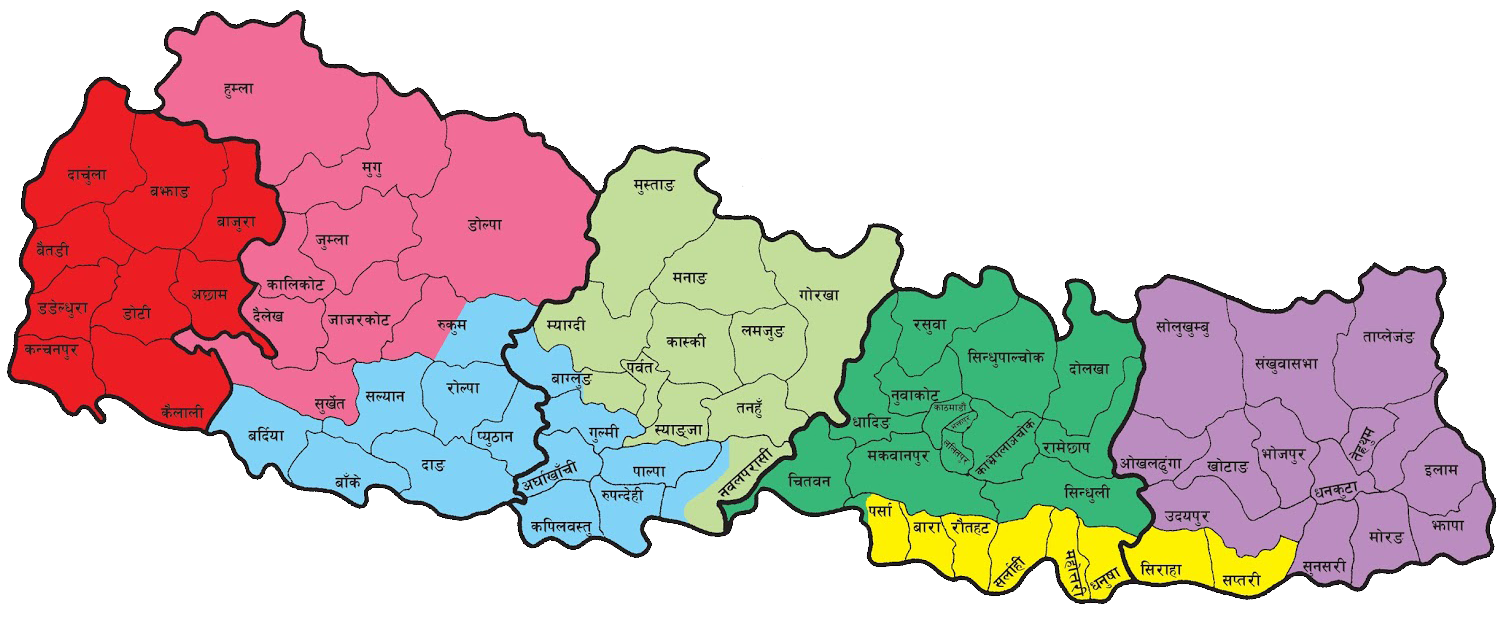 हुम्ला
दाचुंला
बझाङ
बाजुरा
बैतडी
डडेल्धुरा
डोटी
अछाम
कन्चनपुर
कैलाली
मुगु
डोल्पा
जुम्ला
कालिकोट
दैलेख
जाजरकोट
रुकुम
सुर्खेत
सल्यान
रोल्पा
बर्दिया
प्युठान
दाङ
बाँके
मुस्ताङ
मनाङ
गोरखा
म्याग्दी
कास्की
लमजुङ
पर्वत
बाग्लुङ
तनहुँ
स्याङ्जा
गुल्मी
पाल्पा
अर्घाखाँची
रुपन्देही
कपिलवस्तु
नवलपरासी
रसुवा
सिन्धुपाल्चोक
दोलखा
नुवाकोट
काठमाडौं
भक्तपुर
ललितपुर
धादिङ
मकवानपुर
काभ्रेपलाञ्चोक
रामेछाप
चितवन
सिन्धुली
पर्सा
बारा
रौतहट
सर्लाही
महोत्तरी
धनुषा
सोलुखुम्बु
संखुवासभा
ताप्लेजंङ
ओखलढुंगा
खोटाङ
भोजपुर
तेह्रथुम
इलाम
धनकुटा
उदयपुर
मोरङ
झापा
सुनसरी
सिराहा
सप्तरी